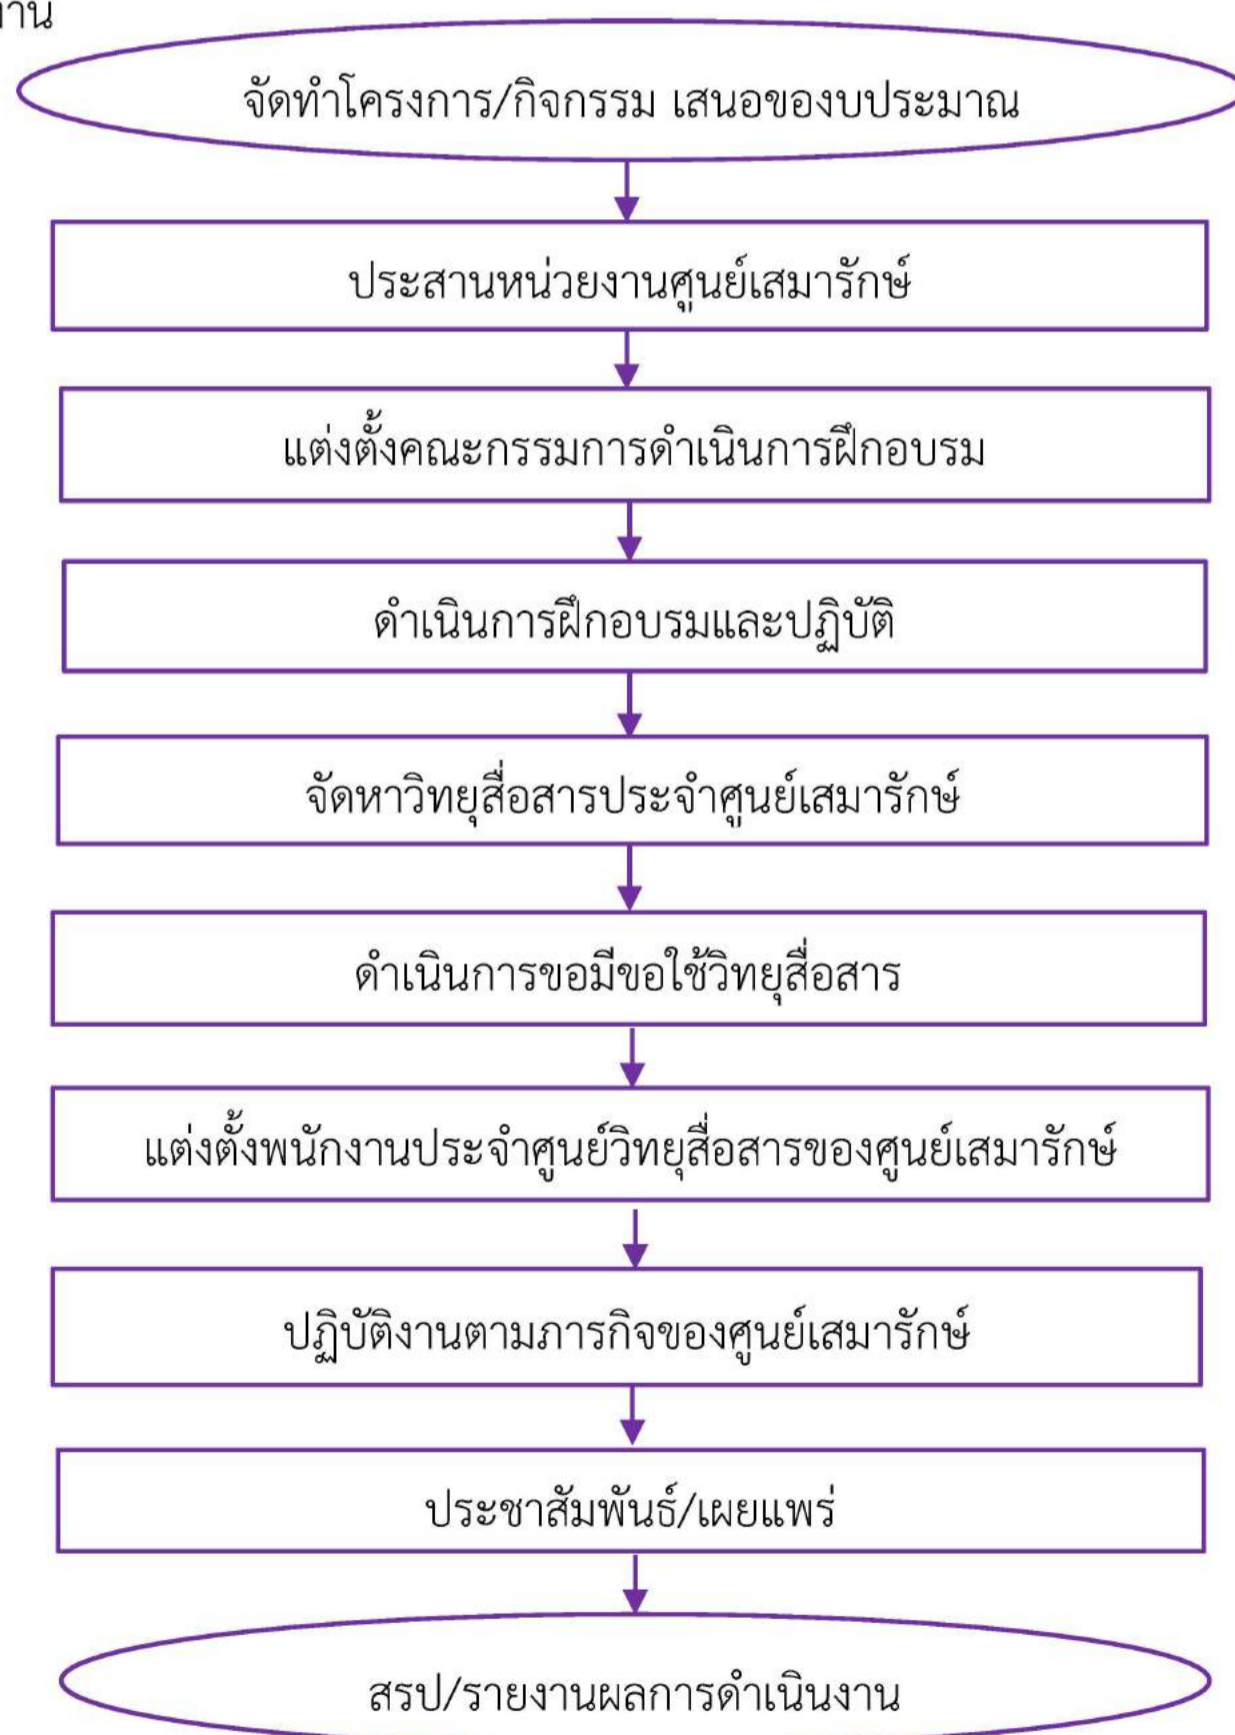 จัดทำโครงการ/กิจกรรม เสนอของบประมาณ
ประสานหน่วยงานศูนย์เสมารักษ์
แต่งตั้งคณะกรรมการดำเนินการฝึกอบรม
ดำเนินการฝึกอบรมและปฏิบัติ
จัดหาวิทยุสื่อสารประจำศูนย์เสมารักษ์
ดำเนินการขอมีขอใช้วิทยุสื่อสาร
แต่งตั้งพนักงานประจำศูนย์วิทยุสื่อสารของศูนย์เสมารักษ์
ปฏิบัติงานตามภารกิจของศูนย์เสมารักษ์
ประชาสัมพันธ์/เผยแพร่
สรุป/รายงานผลการดำเนินงาน